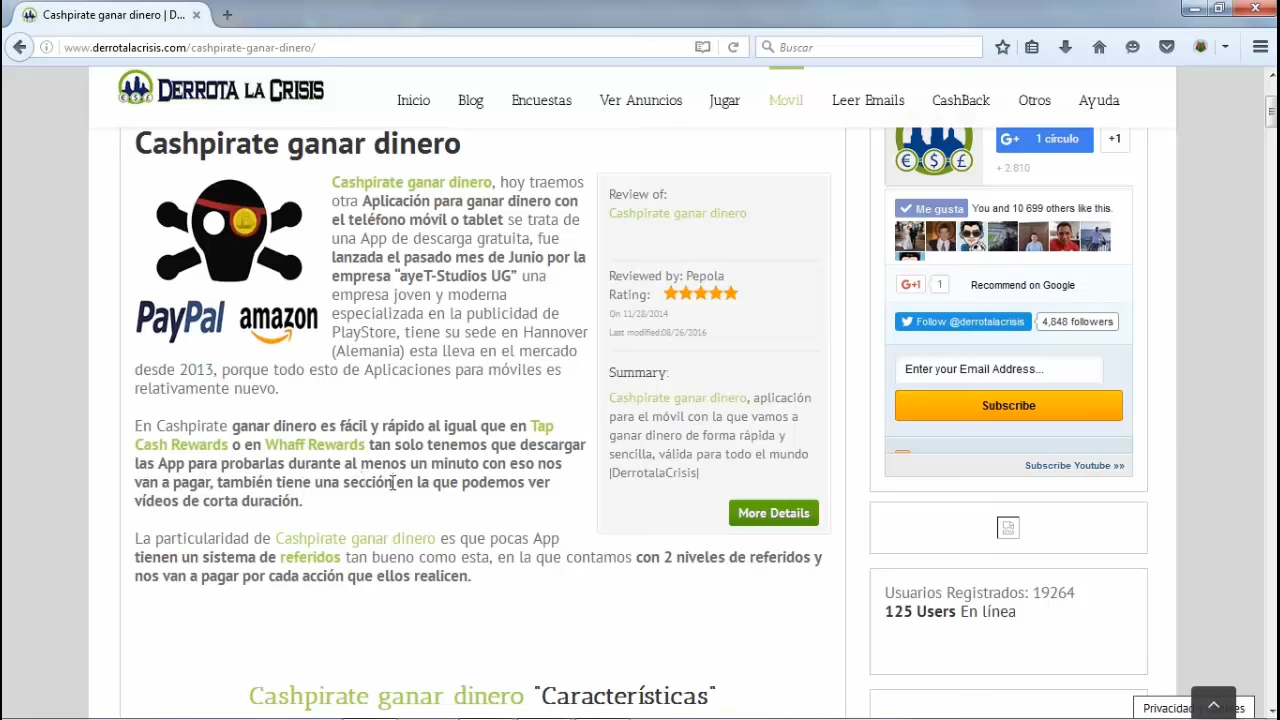 Cashpirate ganar dinero | D...
www.derrotalacrisis.com/cashpirate-ganar-dinero/
Buscar
DERROTA LA CRISIS
Inicio
Blog
Encuestas
Ver Anuncios
Jugar
Movil
Leer Emails
CashBack
Otros
Ayuda
Cashpirate ganar dinero
PayPal amazon
Cashpirate ganar dinero, hoy traemos
otra Aplicación para ganar dinero con
el teléfono móvil o tablet se trata de
una App de descarga gratuita, fue
lanzada el pasado mes de Junio por la
empresa “ayeT-Studios UG” una
empresa joven y moderna
especializada en la publicidad de
PlayStore, tiene su sede en Hannover
(Alemania) esta lleva en el mercado
desde 2013, porque todo esto de Aplicaciones para móviles es
relativamente nuevo.
En Cashpirate ganar dinero es fácil y rápido al igual que en Tap
Cash Rewards o en Whaff Rewards tan solo tenemos que descargar
las App para probarlas durante al menos un minuto con eso nos
van a pagar, también tiene una sección en la que podemos ver
vídeos de corta duración.
La particularidad de Cashpirate ganar dinero es que pocas App
tienen un sistema de referidos tan bueno como esta, en la que contamos con 2 niveles de referidos y
nos van a pagar por cada acción que ellos realicen.
Cashpirate ganar dinero "Características"
Review of:
Cashpirate ganar dinero
Reviewed by: Pepola
Rating:
On 11/28/2014
Last modified:08/26/2016
Summary:
Cashpirate ganar dinero, aplicación
para el móvil con la que vamos a
ganar dinero de forma rápida y
sencilla, válida para todo el mundo
|DerrotalaCrisis|
More Details
€ $ £
G+ 1 círculo
+1
+ 2.810
Me gusta You and 10 699 others like this.
G+1 1 Recommend on Google
Follow @derrotalacrisis 4,848 followers
Enter your Email Address...
Subscribe
Subscribe Youtube »»
Usuarios Registrados: 19264
125 Users En línea